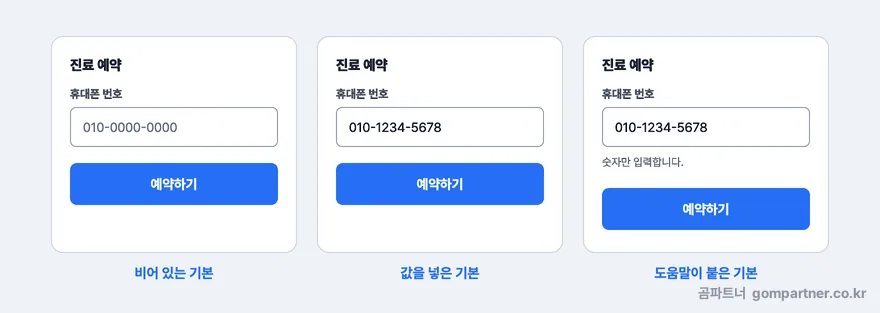 진료 예약
휴대폰 번호
010-0000-0000
예약하기
비어 있는 기본
진료 예약
휴대폰 번호
010-1234-5678
예약하기
값을 넣은 기본
진료 예약
휴대폰 번호
010-1234-5678
숫자만 입력합니다.
예약하기
도움말이 붙은 기본
곰파트너 gompartner.co.kr